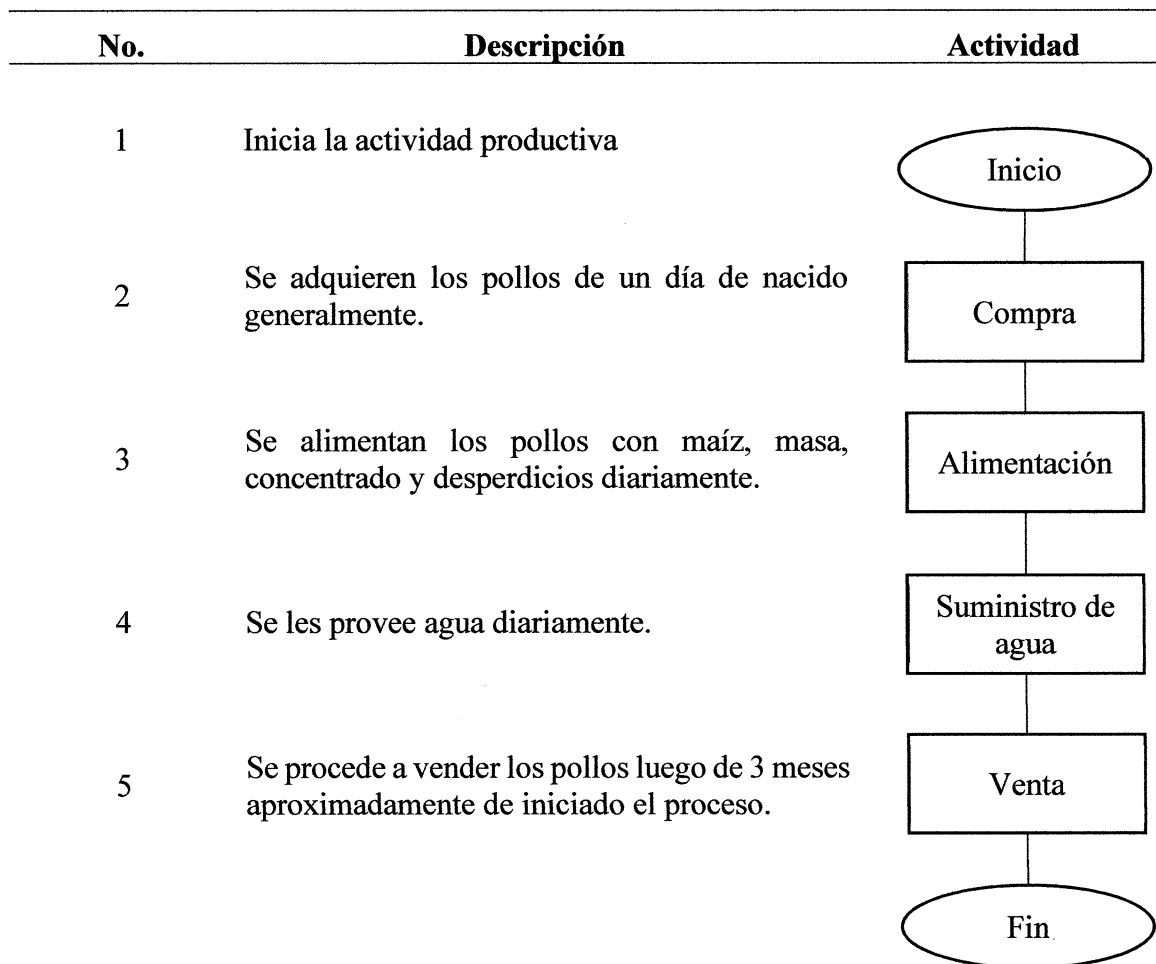 No. Descripción Actividad
1 Inicia la actividad productiva
Inicio
2 Se adquieren los pollos de un día de nacido
generalmente.
Compra
3 Se alimentan los pollos con maíz, masa,
concentrado y desperdicios diariamente.
Alimentación
4 Se les provee agua diariamente.
Suministro de
agua
5 Se procede a vender los pollos luego de 3 meses
aproximadamente de iniciado el proceso.
Venta
Fin